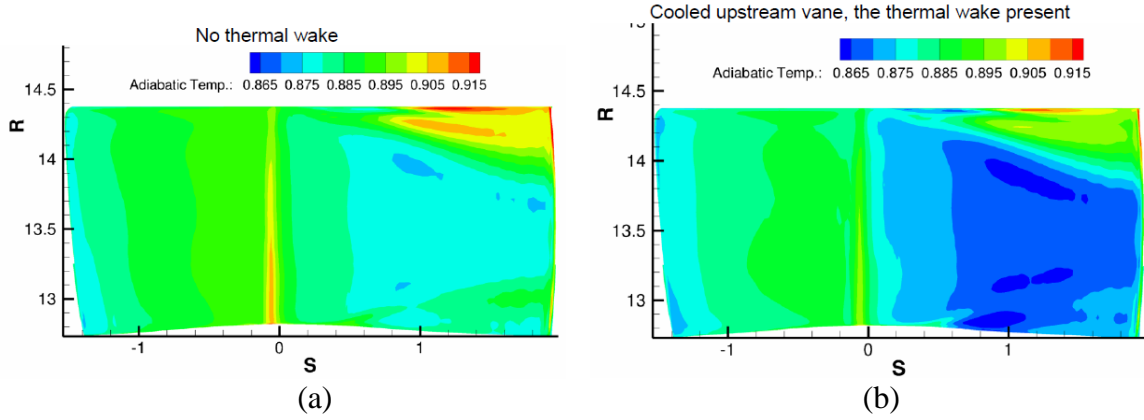 No thermal wake
Adiabatic Temp.: 0.865 0.875 0.885 0.895 0.905 0.915
14.5
R
14
13.5
13
-1 0 1
S
(a)
Cooled upstream vane, the thermal wake present
Adiabatic Temp.: 0.865 0.875 0.885 0.895 0.905 0.915
14.5
R
14
13.5
13
-1 0 1
S
(b)